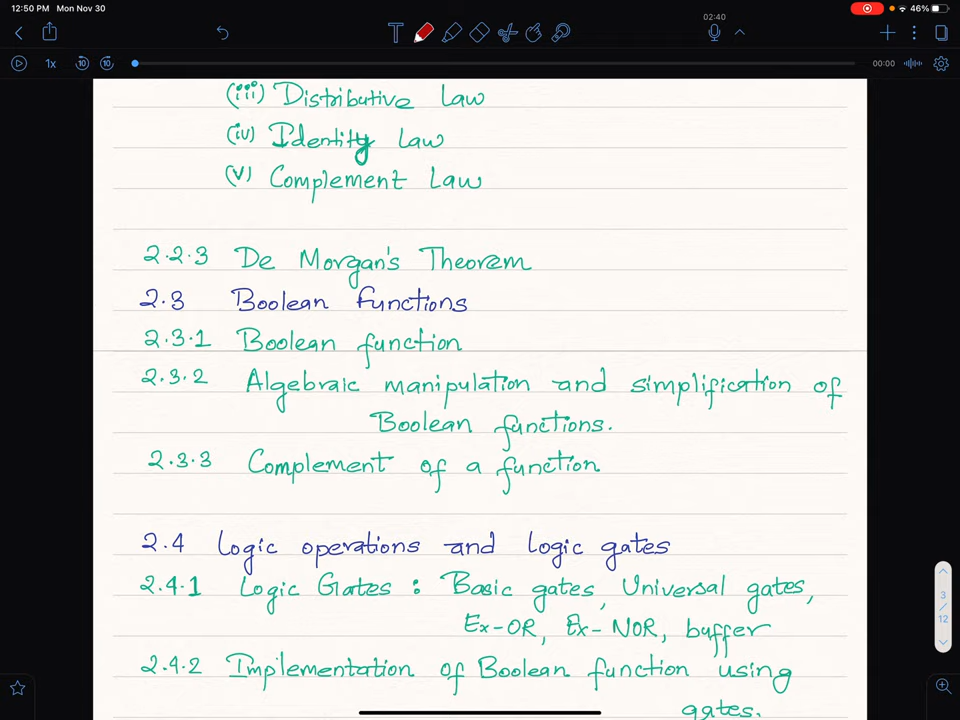 12:50 PM Mon Nov 30
46%
02:40
T
1x
10
10
00:00
(iii) Distributive Law
(iv) Identity Law
(v) Complement Law
2.2.3 De Morgan's Theorem
2.3 Boolean functions
2.3.1 Boolean function
2.3.2 Algebraic manipulation and simplification of
Boolean functions.
2.3.3 Complement of a function
2.4 Logic operations and logic gates
2.4.1 Logic Gates : Basic gates, Universal gates,
Ex-OR, Ex-NOR, buffer
2.4.2 Implementation of Boolean function using
gates.
3
/
12